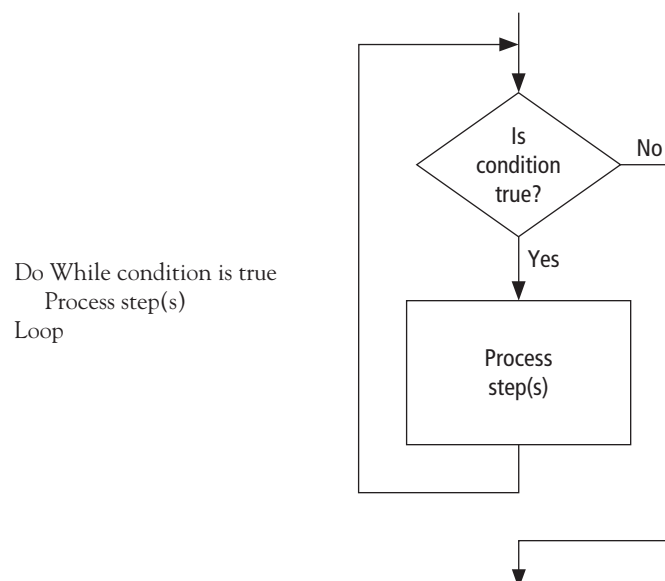 Do While condition is true
Process step(s)
Loop
Is
condition
true?
No
Yes
Process
step(s)